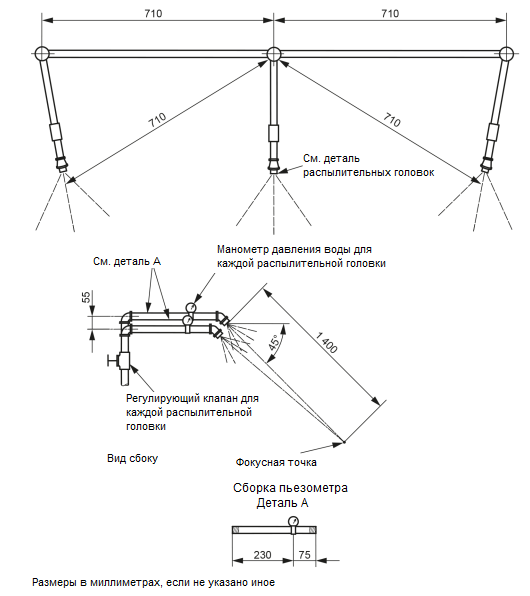 710
710
710
710
См. деталь
распылительных головок
Манометр давления воды для
каждой распылительной головки
См. деталь А
55
45°
1 400
Регулирующий клапан для
каждой распылительной
головки
Вид сбоку
Фокусная точка
Сборка пьезометра
Деталь А
230
75
Размеры в миллиметрах, если не указано иное